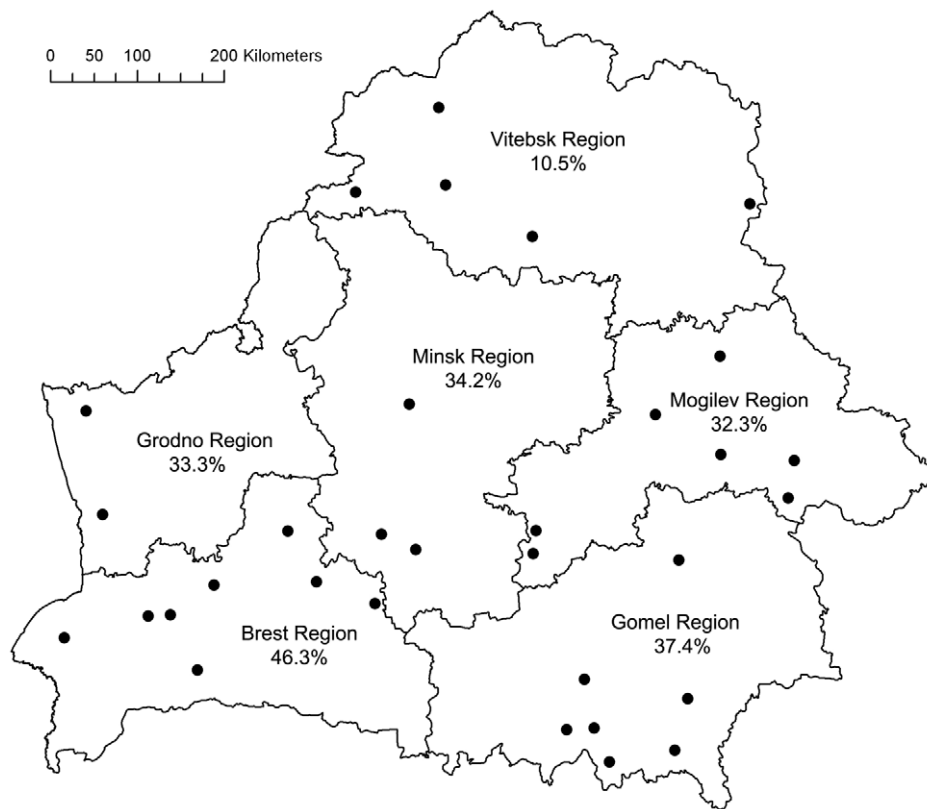 0 50 100 200 Kilometers
Vitebsk Region
10.5%
Minsk Region
34.2%
Mogilev Region
32.3%
Grodno Region
33.3%
Brest Region
46.3%
Gomel Region
37.4%